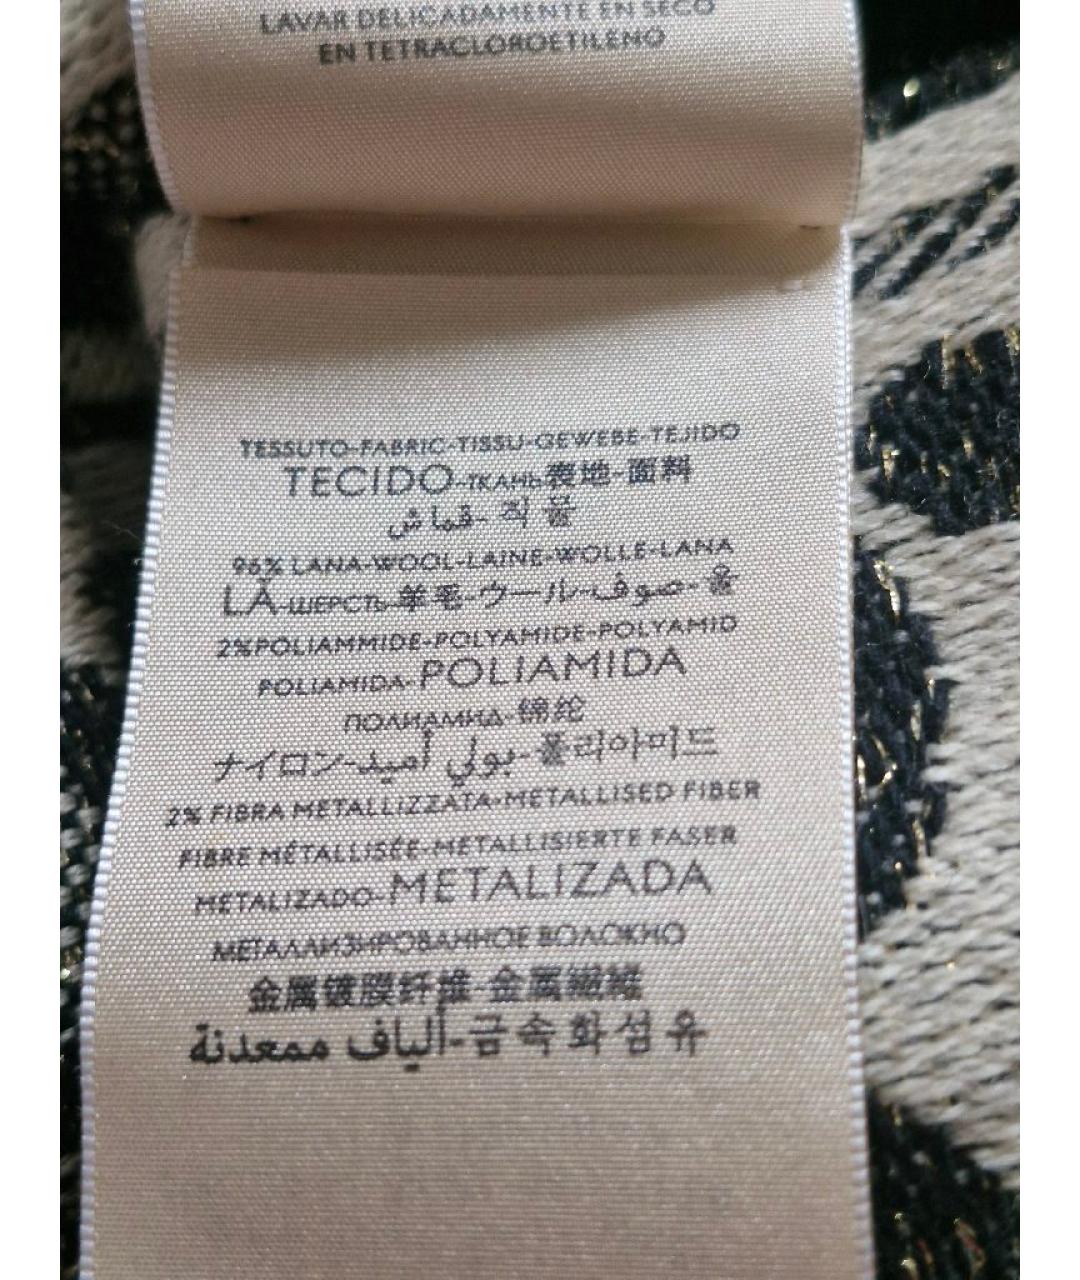 LAVAR DELICADAMENTE EN SECO
EN TETRACLOROETILENO
TESSUTO-FABRIC-TISSU-GEWEBE-TEJIDO
TECIDO-ТКАНЬ-表地-面料
قماش-직물
96% LANA-WOOL-LAINE-WOLLE-LANA
LÃ-ШЕРСТЬ-羊毛-ウール-صوف-울
2%POLIAMMIDE-POLYAMIDE-POLYAMID
POLIAMIDA-POLIAMIDA
ПОЛИАМИД-锦纶
ナイロン-بولي أميد-폴리아미드
2% FIBRA METALLIZZATA-METALLISED FIBER
FIBRE MÉTALLISÉE-METALLISIERTE FASER
METALIZADO-METALIZADA
МЕТАЛЛИЗИРОВАННОЕ ВОЛОКНО
金属镀膜纤维-金属繊維
ألياف ممعدنة-금속화섬유